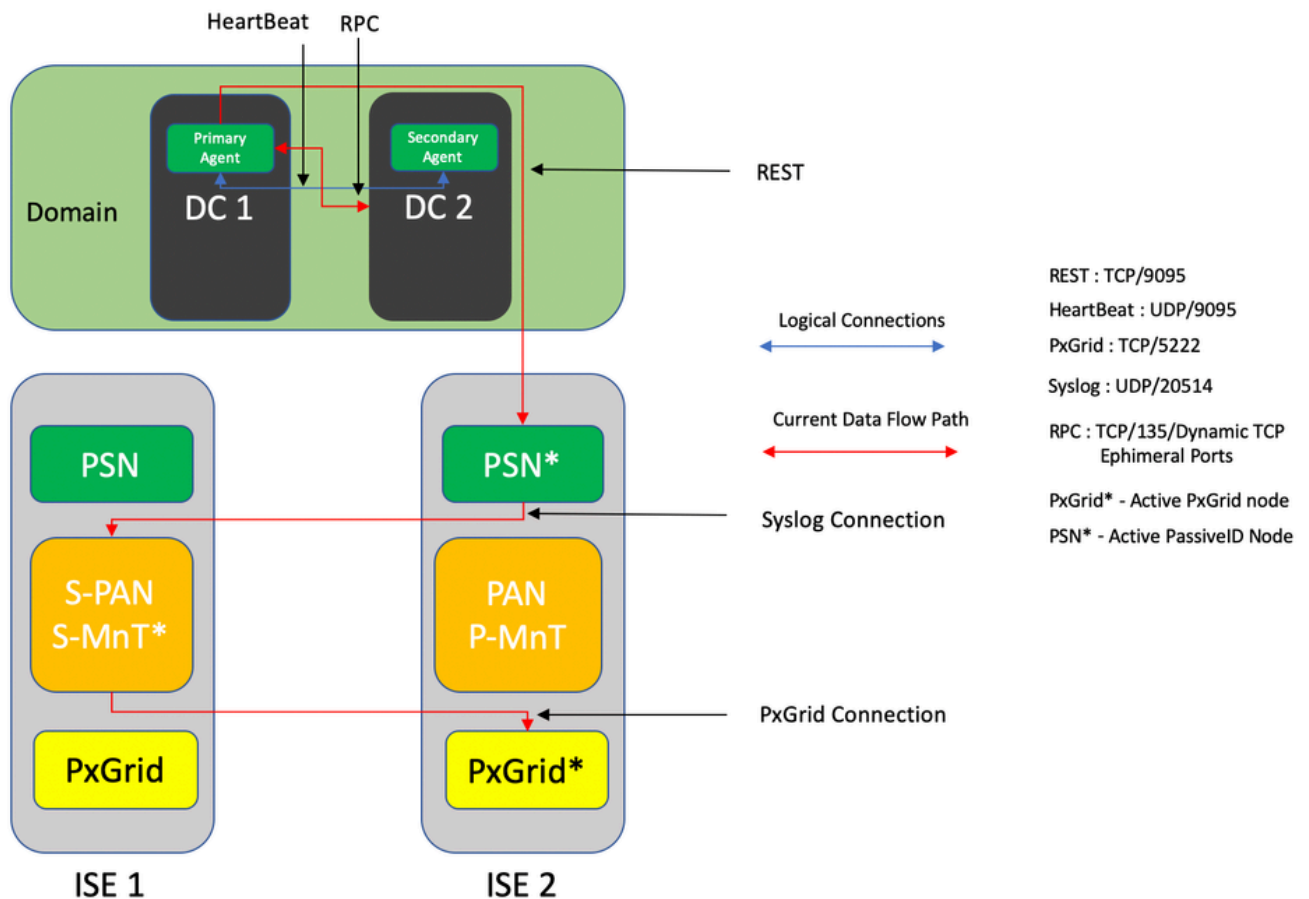 HeartBeat
RPC
Primary
Agent
Secondary
Agent
DC 1
DC 2
Domain
REST
Logical Connections
Current Data Flow Path
REST : TCP/9095
HeartBeat : UDP/9095
PxGrid : TCP/5222
Syslog : UDP/20514
RPC : TCP/135/Dynamic TCP
Ephimeral Ports
PxGrid* - Active PxGrid node
PSN* - Active PassiveID Node
PSN
PSN*
Syslog Connection
S-PAN
S-MnT*
PAN
P-MnT
PxGrid Connection
PxGrid
PxGrid*
ISE 1
ISE 2